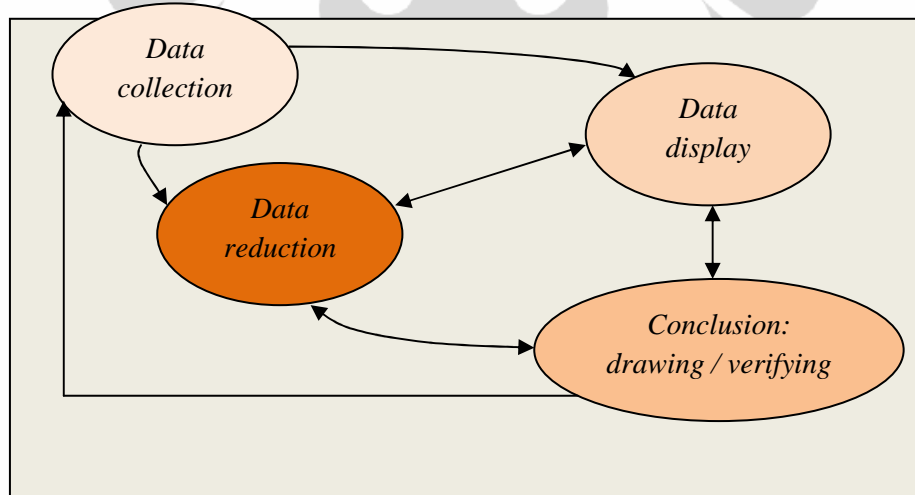 Data
collection
Data
display
Data
reduction
Conclusion:
drawing / verifying